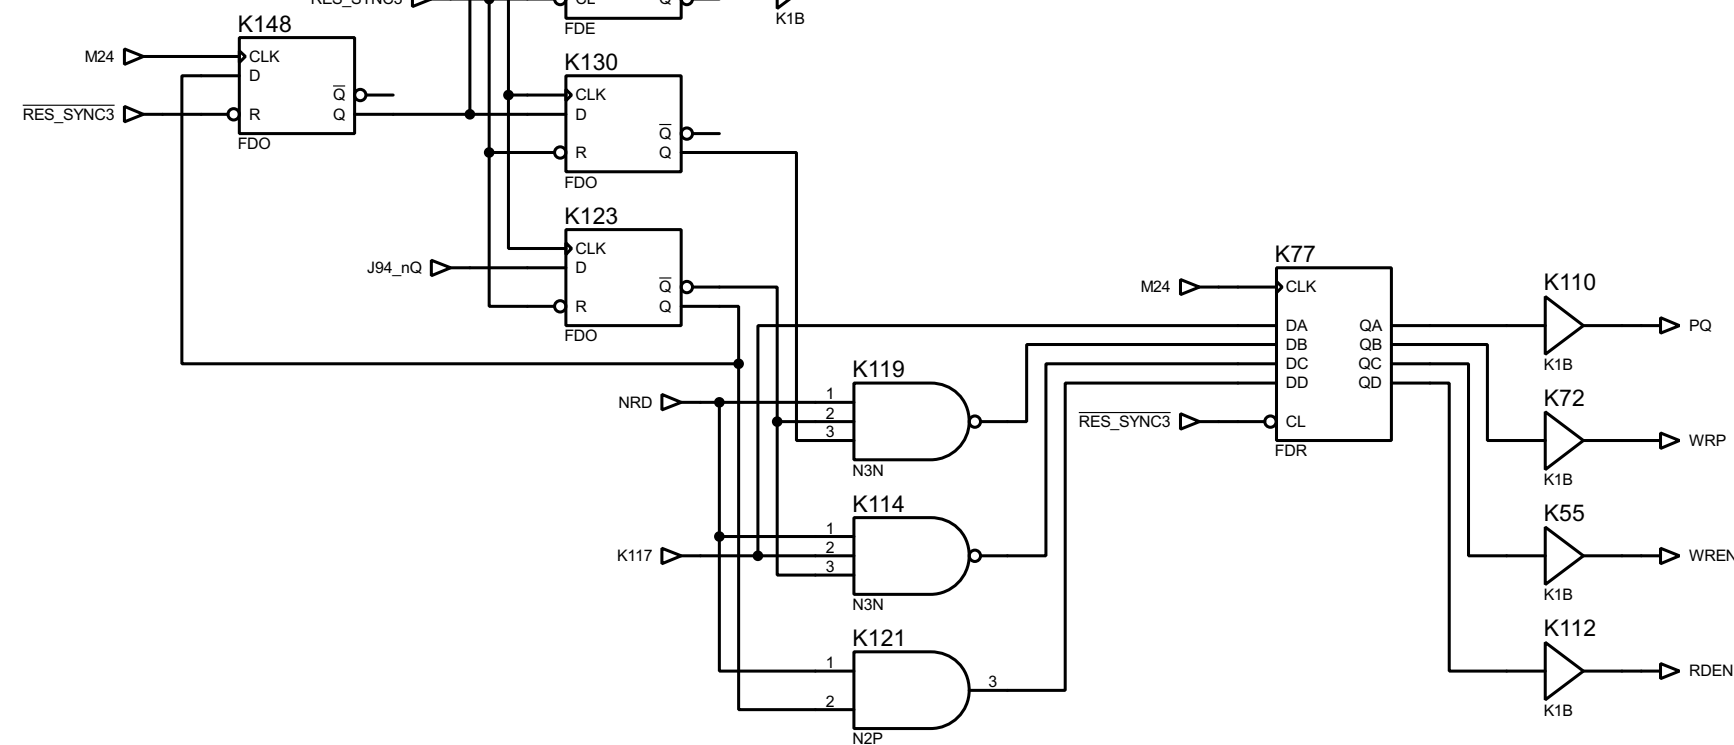 RES_SYNC3
CL
Q
FDE
K1B
K148
M24
CLK
D
Q
RES_SYNC3
R
Q
FDO
K130
CLK
D
Q
R
Q
FDO
K123
CLK
J94_nQ
D
Q
R
Q
FDO
K77
M24
CLK
DA
QA
DB
QB
DC
QC
DD
QD
RES_SYNC3
CL
FDR
K110
PQ
K1B
K72
WRP
K1B
K55
WREN
K1B
K112
RDEN
K1B
K119
NRD
1
2
3
N3N
K114
1
K117
2
3
N3N
K121
1
3
2
N2P